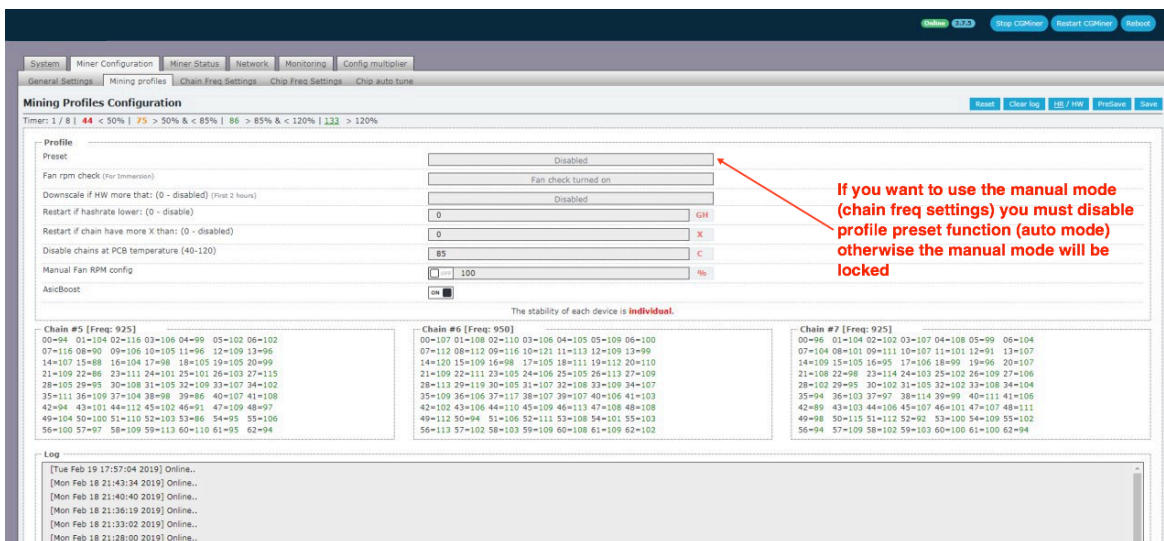 Online 3.7.5 Stop CGMiner Restart CGMiner Reboot
System Miner Configuration Miner Status Network Monitoring Config multiplier
General Settings Mining profiles Chain Freq Settings Chip Freq Settings Chip auto tune
Mining Profiles Configuration
Reset Clear log HR / HW PreSave Save
Timer: 1 / 8 | 44 < 50% | 75 > 50% & < 85% | 86 > 85% & < 120% | 133 > 120%
Profile
Preset Disabled
Fan rpm check (For Immersion) Fan check turned on
Downscale if HW more that: (0 - disabled) (First 2 hours) Disabled
Restart if hashrate lower: (0 - disable) 0 GH
Restart if chain have more X than: (0 - disabled) 0 X
Disable chains at PCB temperature (40-120) 85 C
Manual Fan RPM config OFF 100 %
AsicBoost ON
If you want to use the manual mode
(chain freq settings) you must disable
profile preset function (auto mode)
otherwise the manual mode will be
locked
The stability of each device is individual.
Chain #5 [Freq: 925]
00=94 01=104 02=116 03=106 04=99 05=102 06=102
07=116 08=90 09=106 10=105 11=96 12=109 13=96
14=107 15=88 16=104 17=98 18=105 19=105 20=99
21=109 22=86 23=111 24=101 25=101 26=103 27=115
28=105 29=95 30=108 31=105 32=109 33=107 34=102
35=111 36=109 37=104 38=98 39=86 40=107 41=108
42=94 43=101 44=112 45=102 46=91 47=109 48=97
49=104 50=100 51=110 52=103 53=86 54=95 55=106
56=100 57=97 58=109 59=113 60=110 61=95 62=94
Chain #6 [Freq: 950]
00=107 01=108 02=110 03=106 04=105 05=109 06=100
07=112 08=112 09=116 10=121 11=113 12=109 13=99
14=120 15=109 16=98 17=105 18=111 19=112 20=110
21=109 22=111 23=105 24=106 25=105 26=113 27=109
28=113 29=119 30=105 31=107 32=108 33=109 34=107
35=109 36=106 37=117 38=107 39=107 40=106 41=103
42=102 43=106 44=110 45=109 46=113 47=108 48=108
49=112 50=94 51=106 52=111 53=108 54=101 55=103
56=113 57=102 58=103 59=109 60=108 61=109 62=102
Chain #7 [Freq: 925]
00=96 01=104 02=102 03=107 04=108 05=99 06=104
07=104 08=101 09=111 10=107 11=101 12=91 13=107
14=109 15=105 16=95 17=106 18=99 19=96 20=107
21=108 22=98 23=114 24=103 25=102 26=109 27=106
28=102 29=95 30=102 31=105 32=102 33=108 34=104
35=94 36=103 37=97 38=114 39=99 40=111 41=106
42=89 43=103 44=106 45=107 46=101 47=107 48=111
49=98 50=115 51=112 52=92 53=100 54=109 55=102
56=94 57=109 58=102 59=103 60=100 61=100 62=94
Log
[Tue Feb 19 17:57:04 2019] Online..
[Mon Feb 18 21:43:34 2019] Online..
[Mon Feb 18 21:40:40 2019] Online..
[Mon Feb 18 21:36:19 2019] Online..
[Mon Feb 18 21:33:02 2019] Online..
[Mon Feb 18 21:28:00 2019] Online..